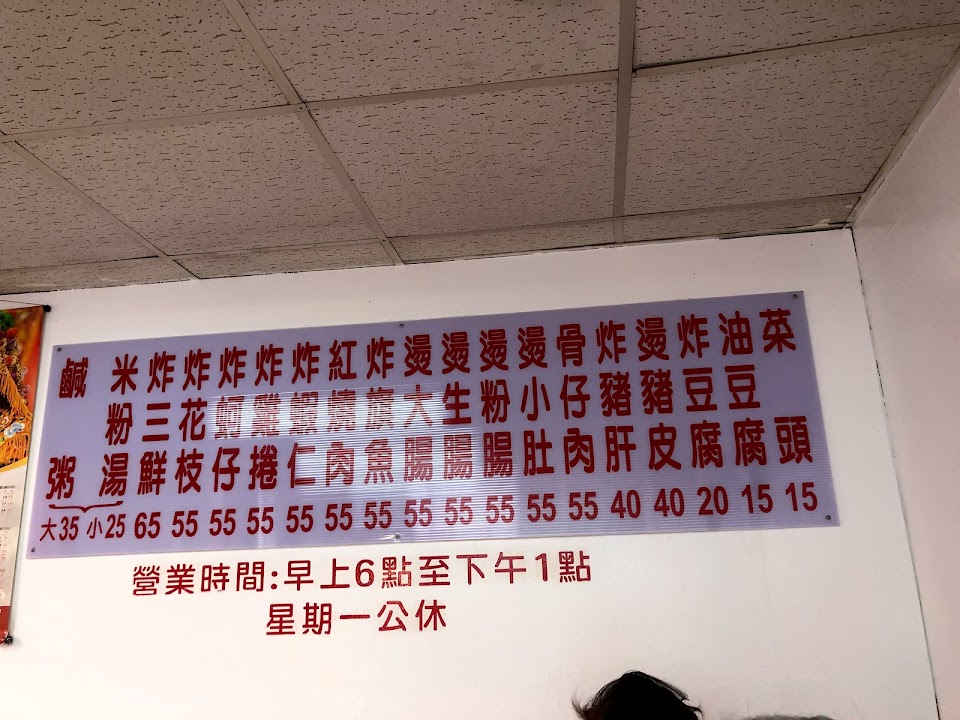 鹹粥
米粉湯
大35 小25
炸三鮮 65
炸花枝 55
炸蚵仔 55
炸雞捲 55
炸蝦仁 55
紅燒肉 55
炸旗魚 55
燙大腸 55
燙生腸 55
燙粉腸 55
燙小肚 55
骨仔肉 55
炸豬肝 40
燙豬皮 40
炸豆腐 20
油豆腐 15
菜頭 15
營業時間:早上6點至下午1點
星期一公休